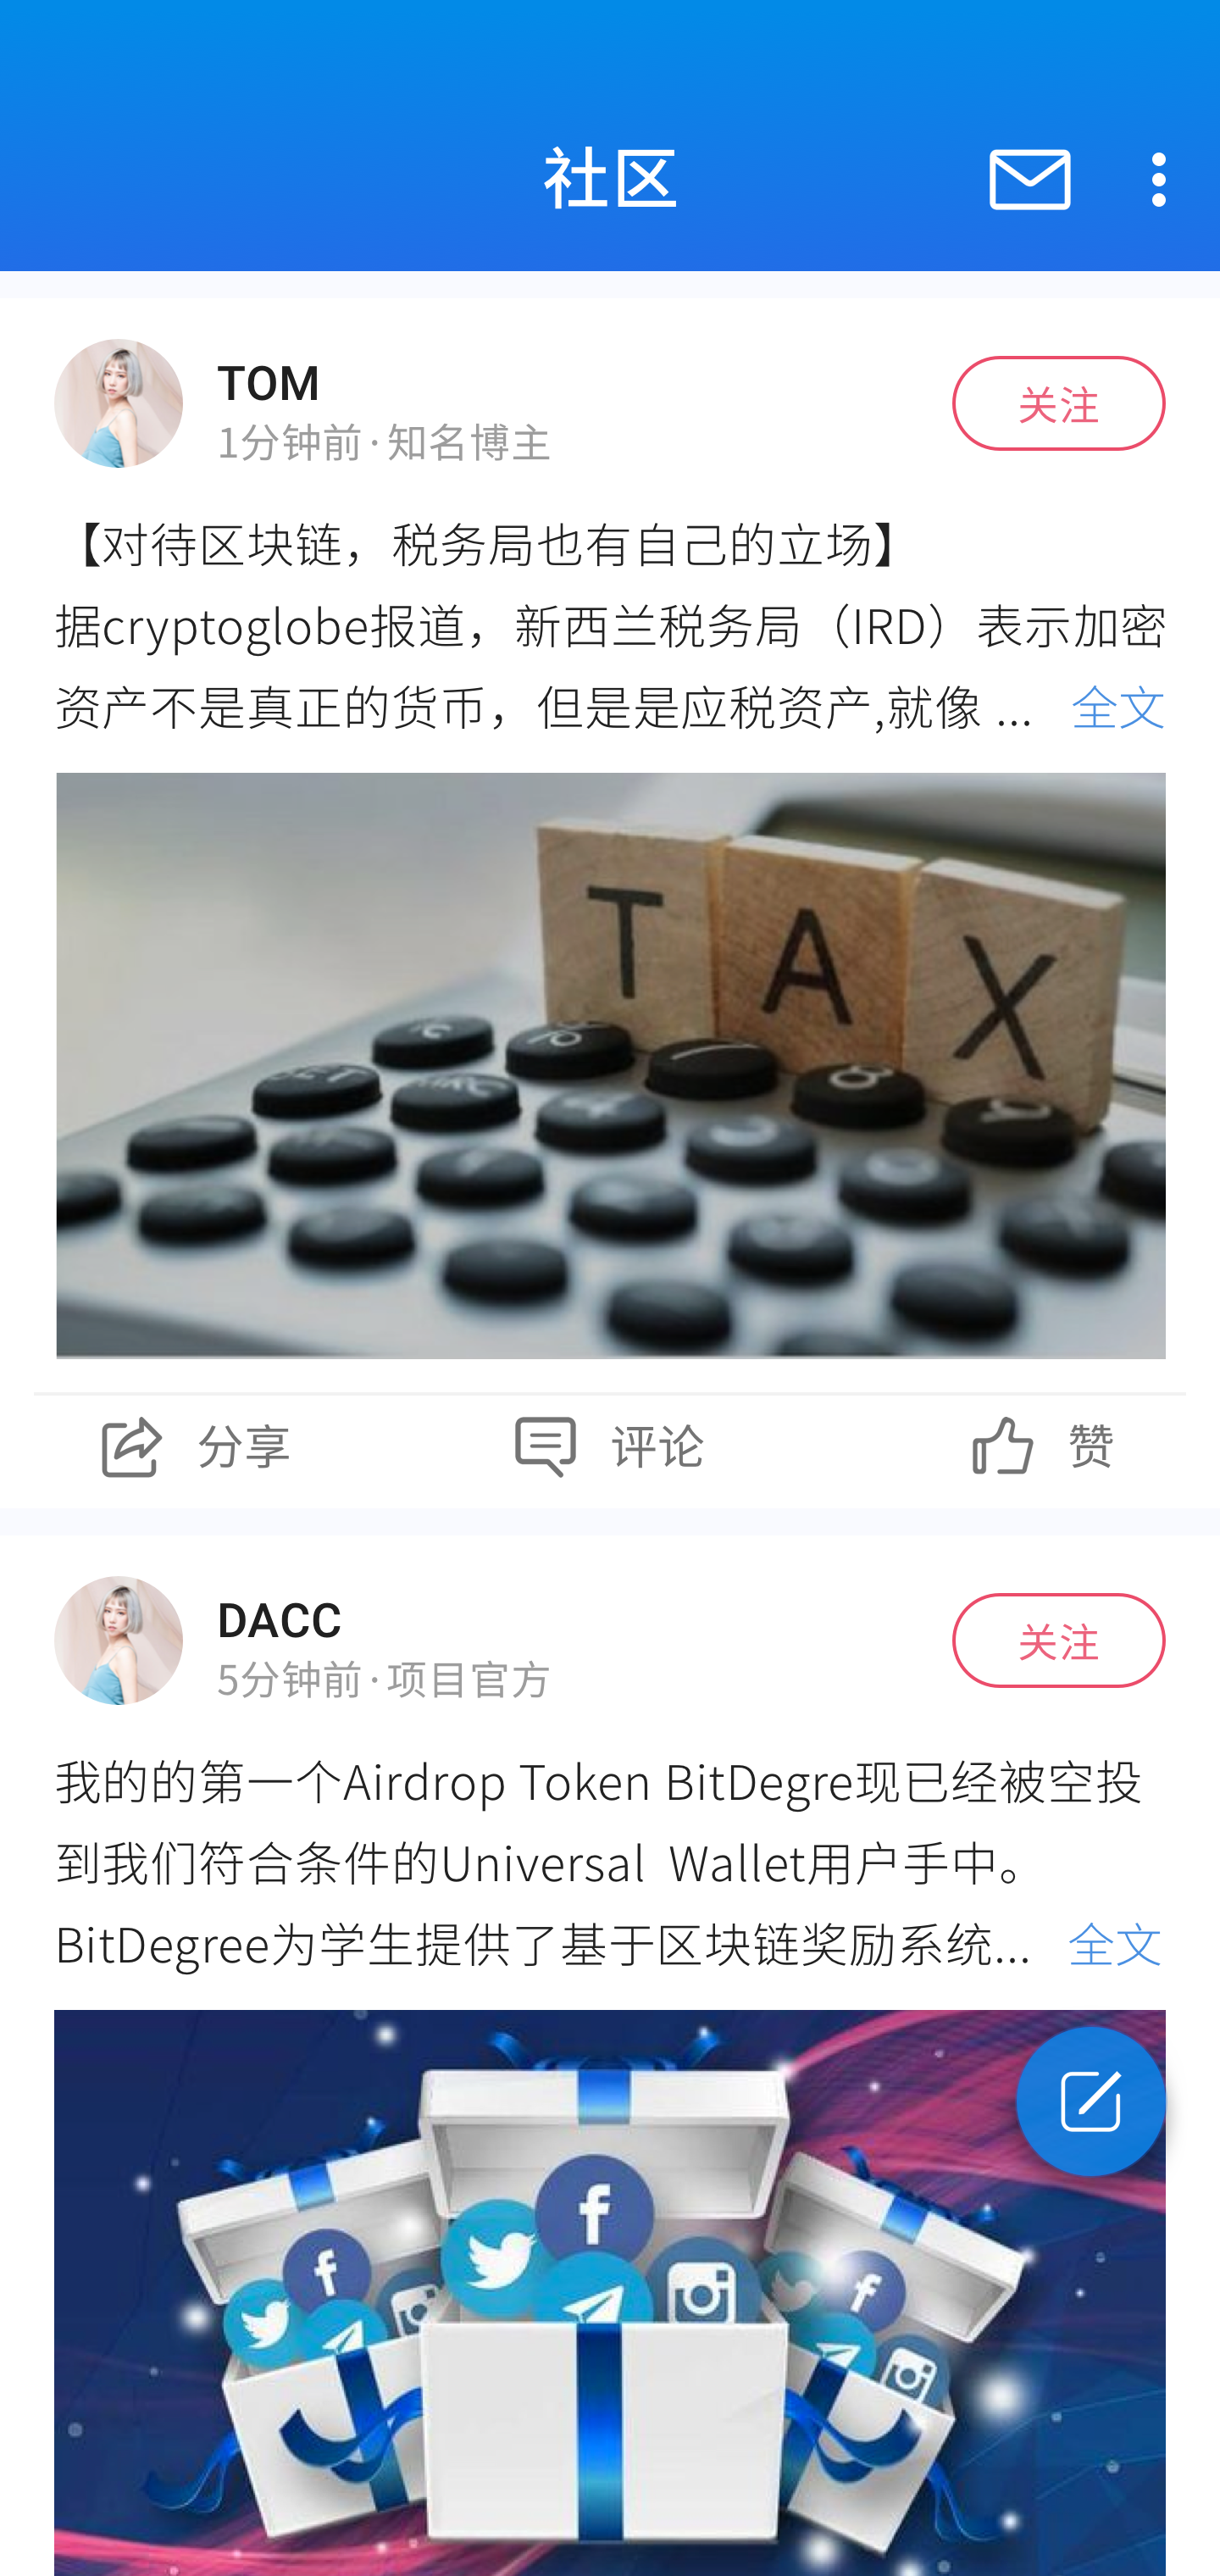 社区
TOM
1分钟前·知名博主
关注
【对待区块链，税务局也有自己的立场】
据cryptoglobe报道，新西兰税务局（IRD）表示加密
资产不是真正的货币，但是是应税资产,就像 ... 全文
T A X
分享
评论
赞
DACC
5分钟前·项目官方
关注
我的的第一个Airdrop Token BitDegre现已经被空投
到我们符合条件的Universal Wallet用户手中。
BitDegree为学生提供了基于区块链奖励系统... 全文